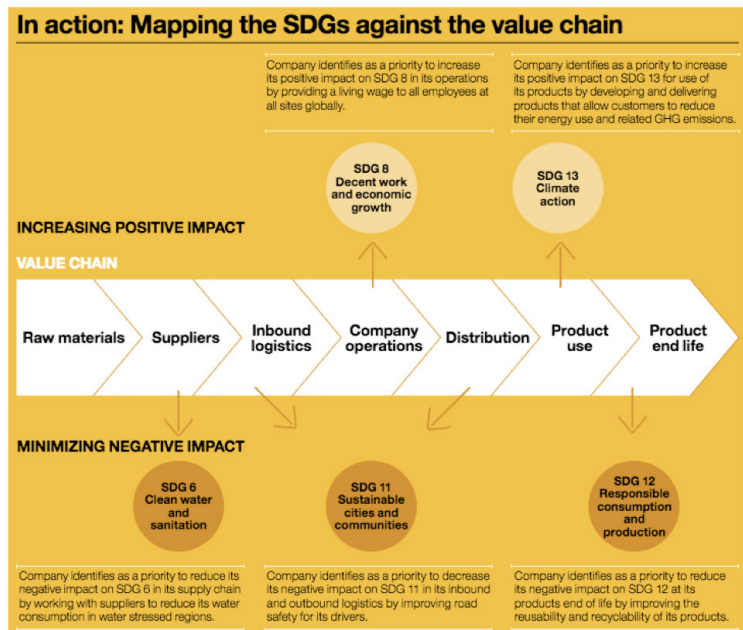 In action: Mapping the SDGs against the value chain
Company identifies as a priority to increase
its positive impact on SDG 8 in its operations
by providing a living wage to all employees at
all sites globally.
Company identifies as a priority to increase
its positive impact on SDG 13 for use of
its products by developing and delivering
products that allow customers to reduce
their energy use and related GHG emissions.
SDG 8
Decent work
and economic
growth
SDG 13
Climate
action
INCREASING POSITIVE IMPACT
VALUE CHAIN
Raw materials
Suppliers
Inbound
logistics
Company
operations
Distribution
Product
use
Product
end life
MINIMIZING NEGATIVE IMPACT
SDG 6
Clean water
and
sanitation
SDG 11
Sustainable
cities and
communities
SDG 12
Responsible
consumption
and
production
Company identifies as a priority to reduce its
negative impact on SDG 6 in its supply chain
by working with suppliers to reduce its water
consumption in water stressed regions.
Company identifies as a priority to decrease
its negative impact on SDG 11 in its inbound
and outbound logistics by improving road
safety for its drivers.
Company identifies as a priority to reduce
its negative impact on SDG 12 at its
products end of life by improving the
reusability and recyclability of its products.